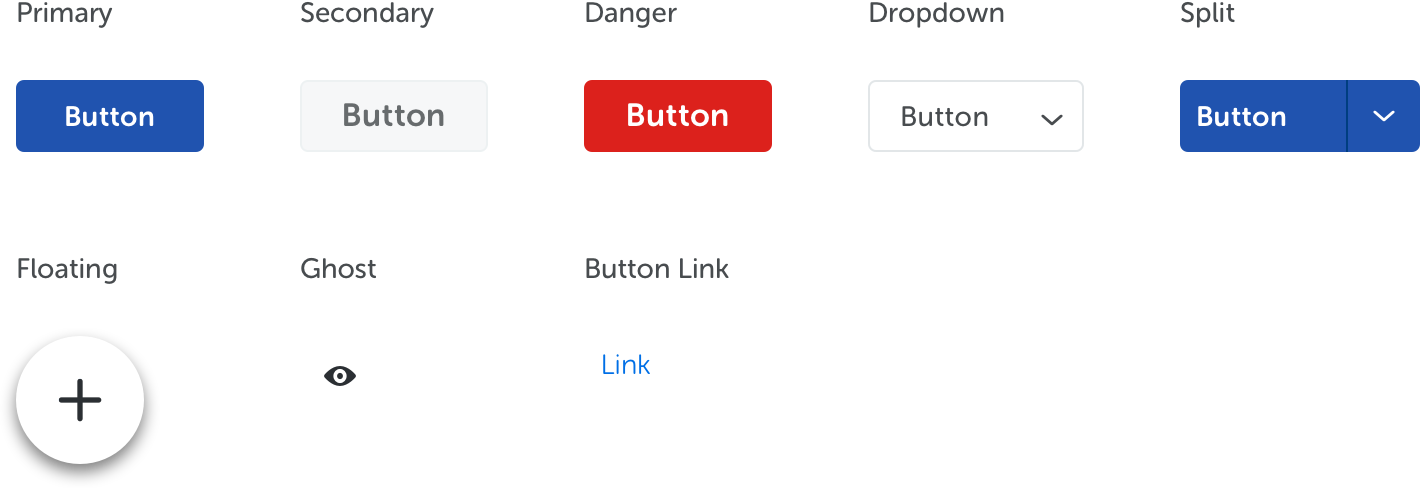 Primary
Secondary
Danger
Dropdown
Split
Button
Button
Button
Button
Button
Floating
Ghost
Button Link
Link